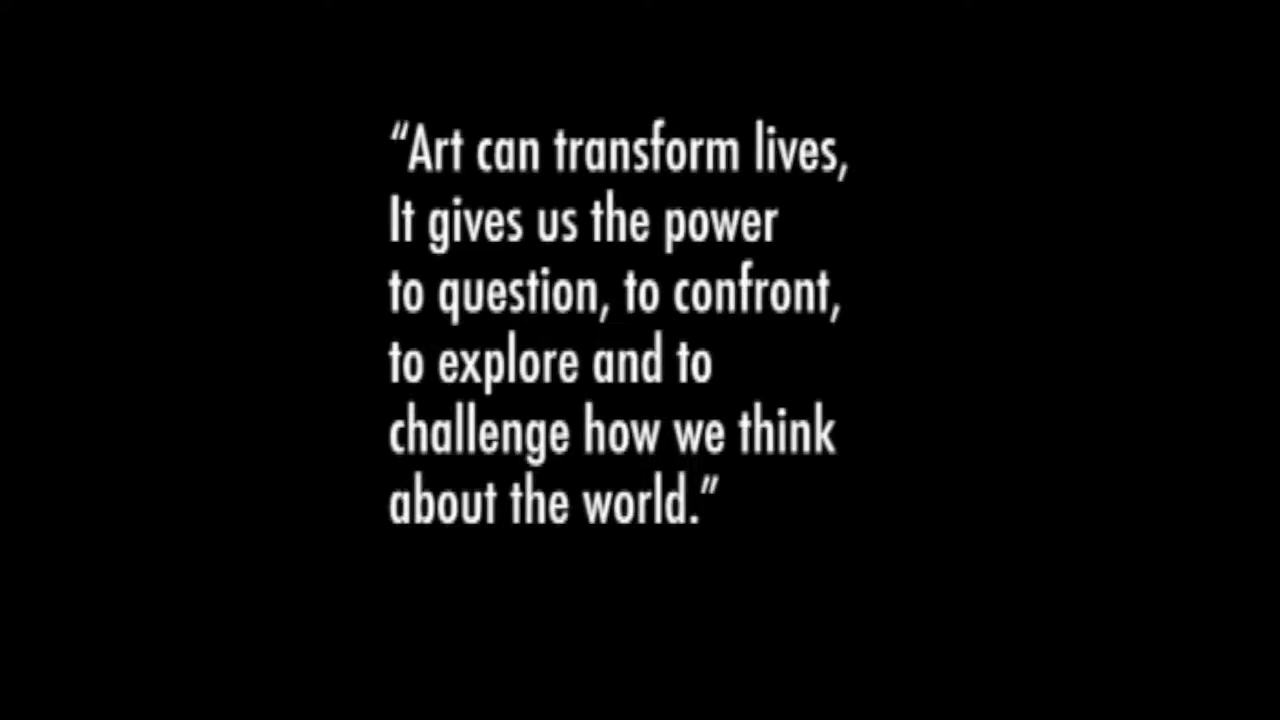 “Art can transform lives,
It gives us the power
to question, to confront,
to explore and to
challenge how we think
about the world.”